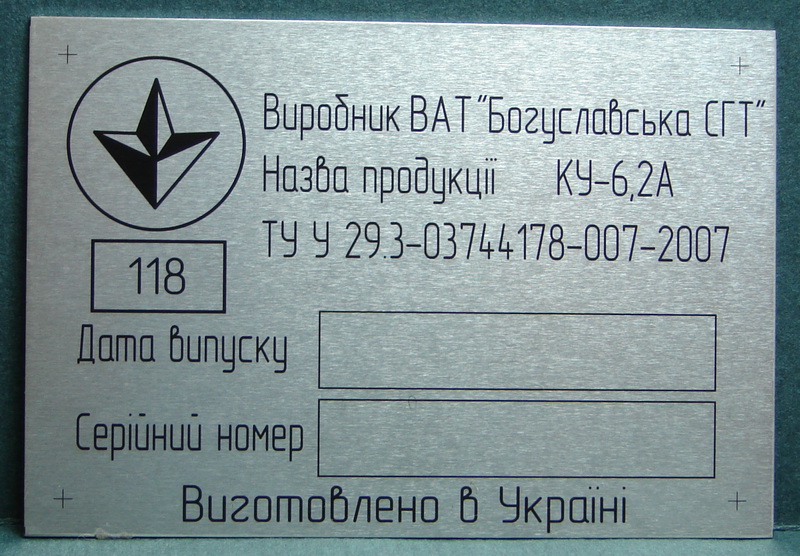 Виробник ВАТ "Богуславська СГТ"
Назва продукції КУ-6,2А
ТУ У 29.3-03744178-007-2007
118
Дата випуску
Серійний номер
Виготовлено в Україні